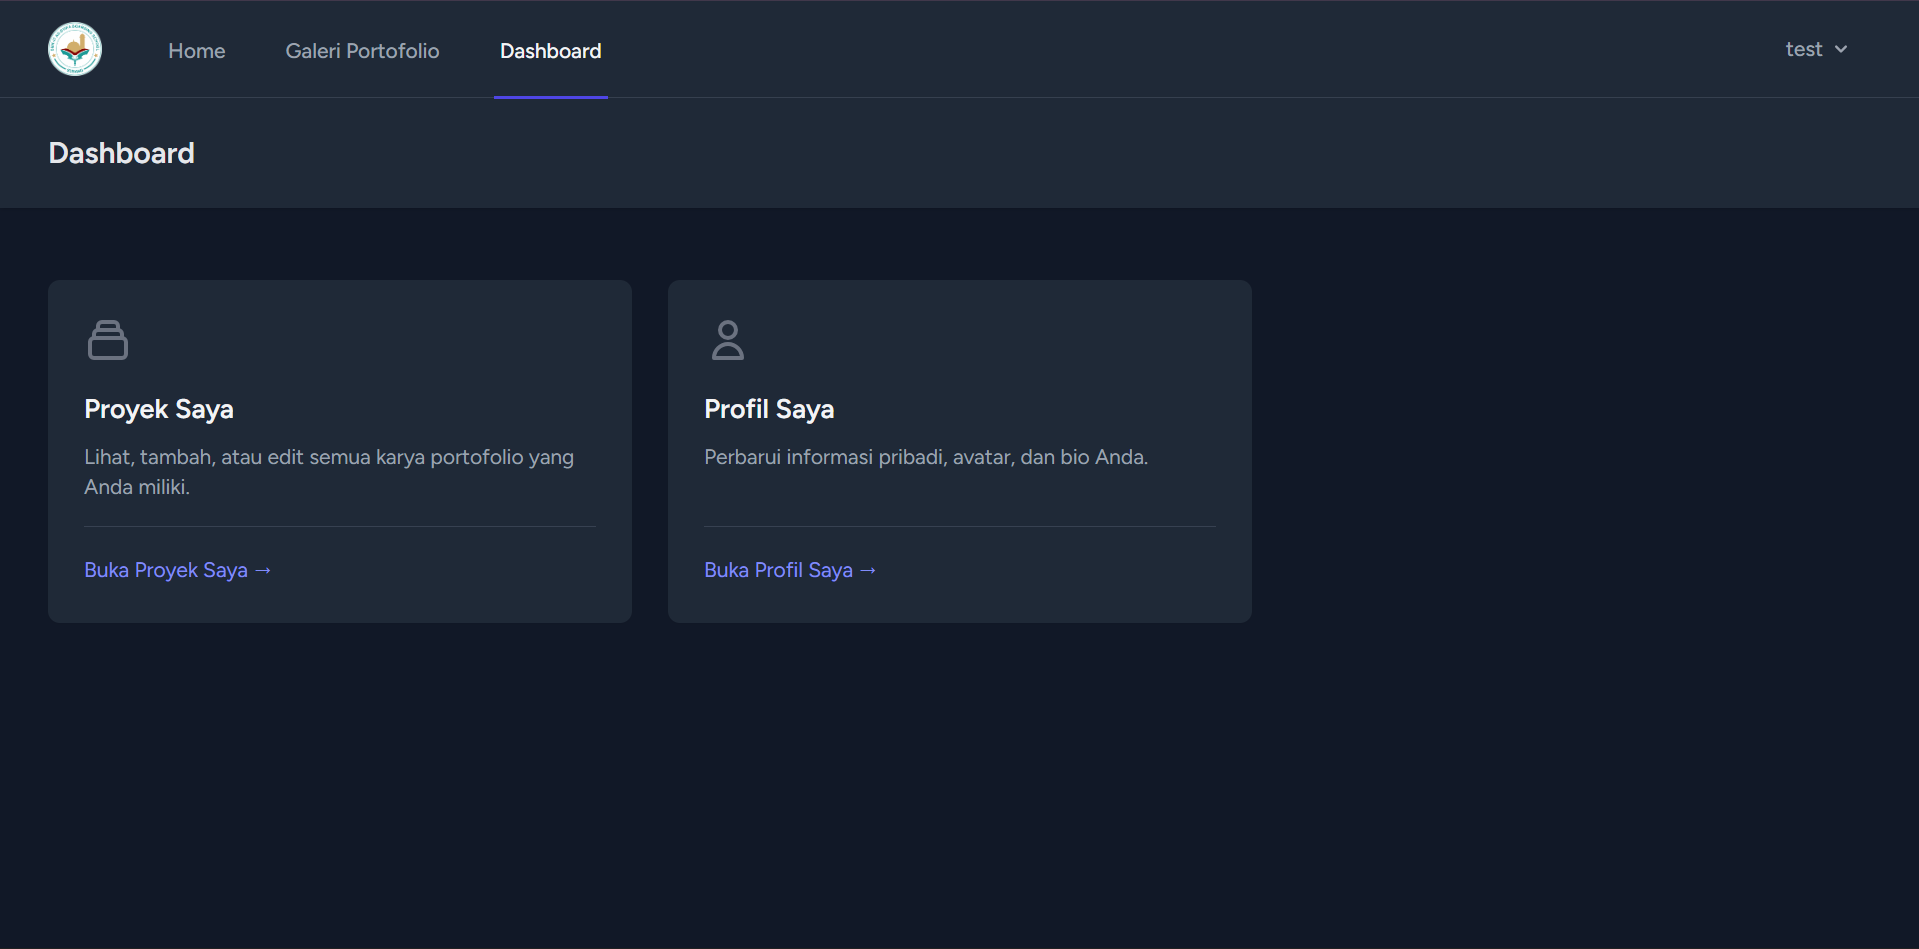 Home
Galeri Portofolio
Dashboard
test
Dashboard
Proyek Saya
Lihat, tambah, atau edit semua karya portofolio yang
Anda miliki.
Buka Proyek Saya →
Profil Saya
Perbarui informasi pribadi, avatar, dan bio Anda.
Buka Profil Saya →